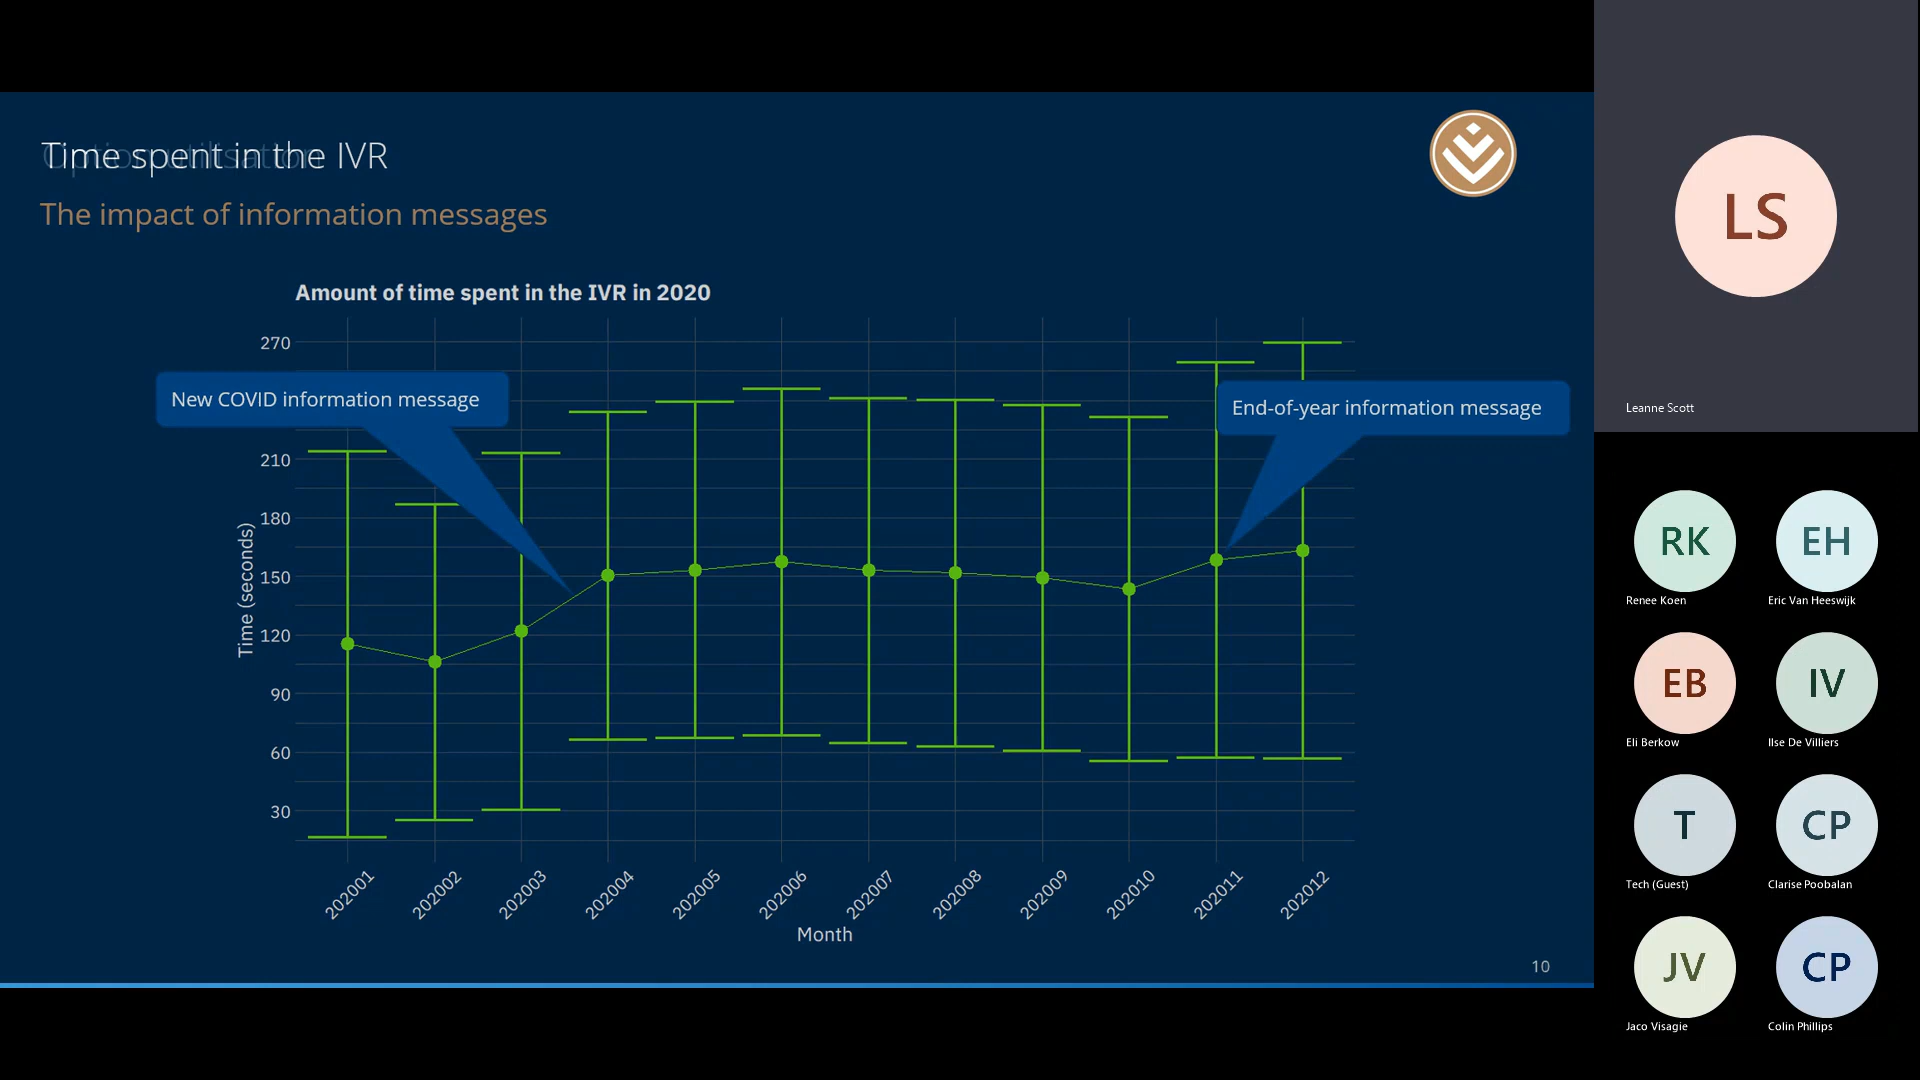 Time spent in the IVR
Option utilisation
The impact of information messages
Amount of time spent in the IVR in 2020
New COVID information message
End-of-year information message
Time (seconds)
270
210
180
150
120
90
60
30
202001
202002
202003
202004
202005
202006
202007
202008
202009
202010
202011
202012
Month
10
LS
Leanne Scott
RK
EH
Renee Koen
Eric Van Heeswijk
EB
IV
Eli Berkow
Ilse De Villiers
T
CP
Tech (Guest)
Clarise Poobalan
JV
CP
Jaco Visagie
Colin Phillips